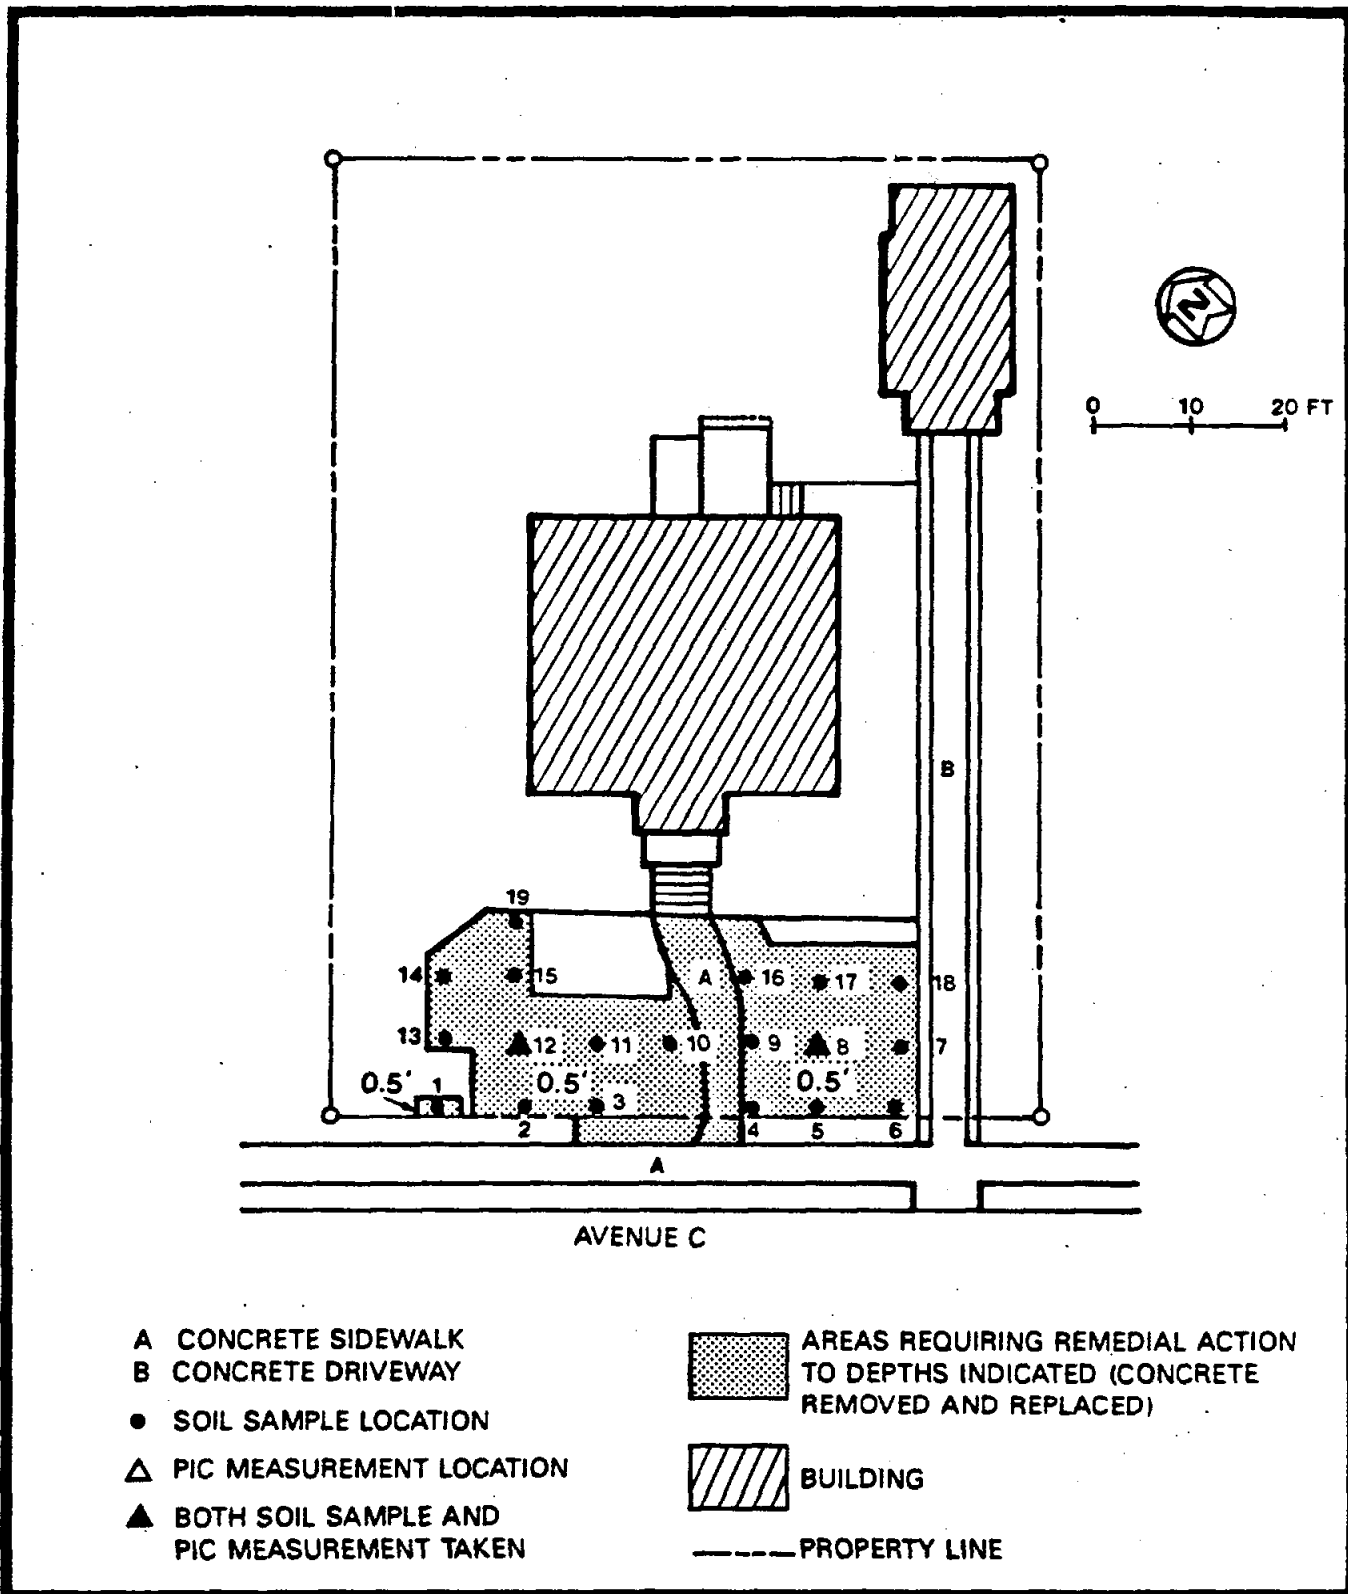 N
0 10 20 FT
B
19
14 15 A 16 17 18
13 12 11 10 9 8 7
0.5' 1 0.5' 3 0.5'
2 4 5 6
A
AVENUE C
A CONCRETE SIDEWALK
B CONCRETE DRIVEWAY
SOIL SAMPLE LOCATION
PIC MEASUREMENT LOCATION
BOTH SOIL SAMPLE AND
PIC MEASUREMENT TAKEN
AREAS REQUIRING REMEDIAL ACTION
TO DEPTHS INDICATED (CONCRETE
REMOVED AND REPLACED)
BUILDING
PROPERTY LINE